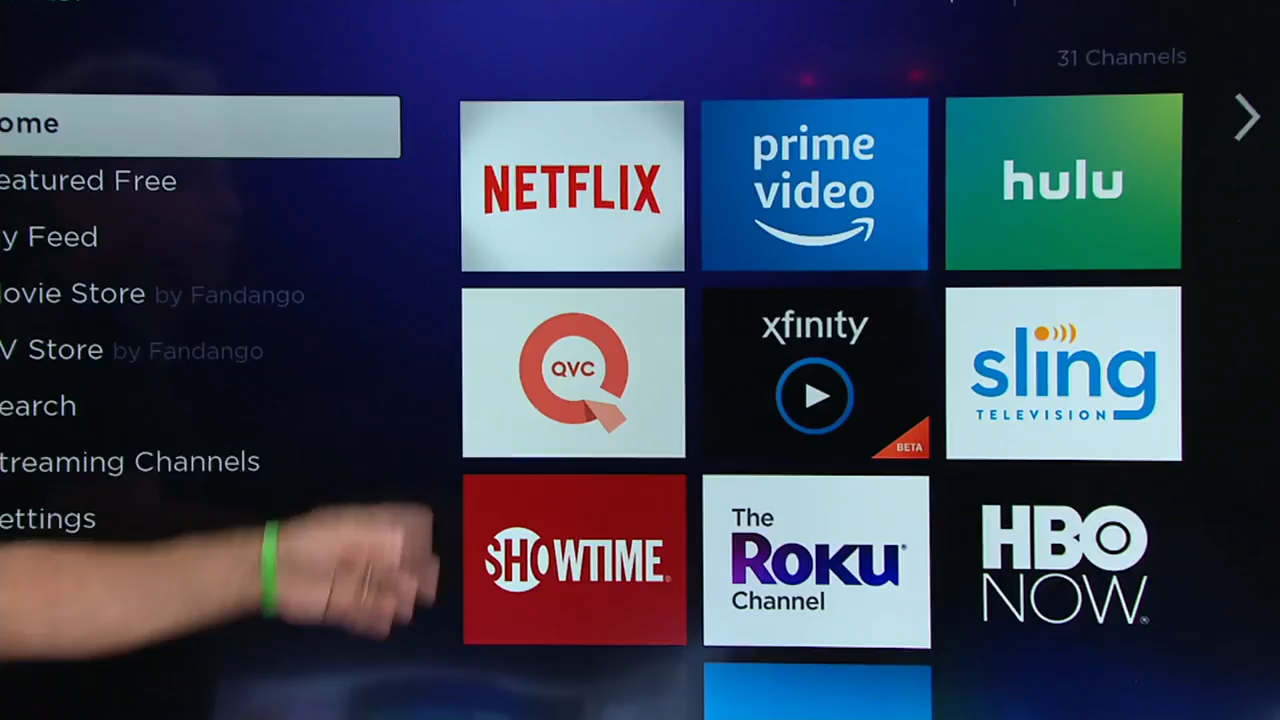 31 Channels
ome
eatured Free
y Feed
ovie Store by Fandango
V Store by Fandango
earch
treaming Channels
ettings
NETFLIX
prime
video
hulu
QVC
xfinity
BETA
sling
TELEVISION
SHOWTIME
The
ROKU
Channel
HBO
NOW